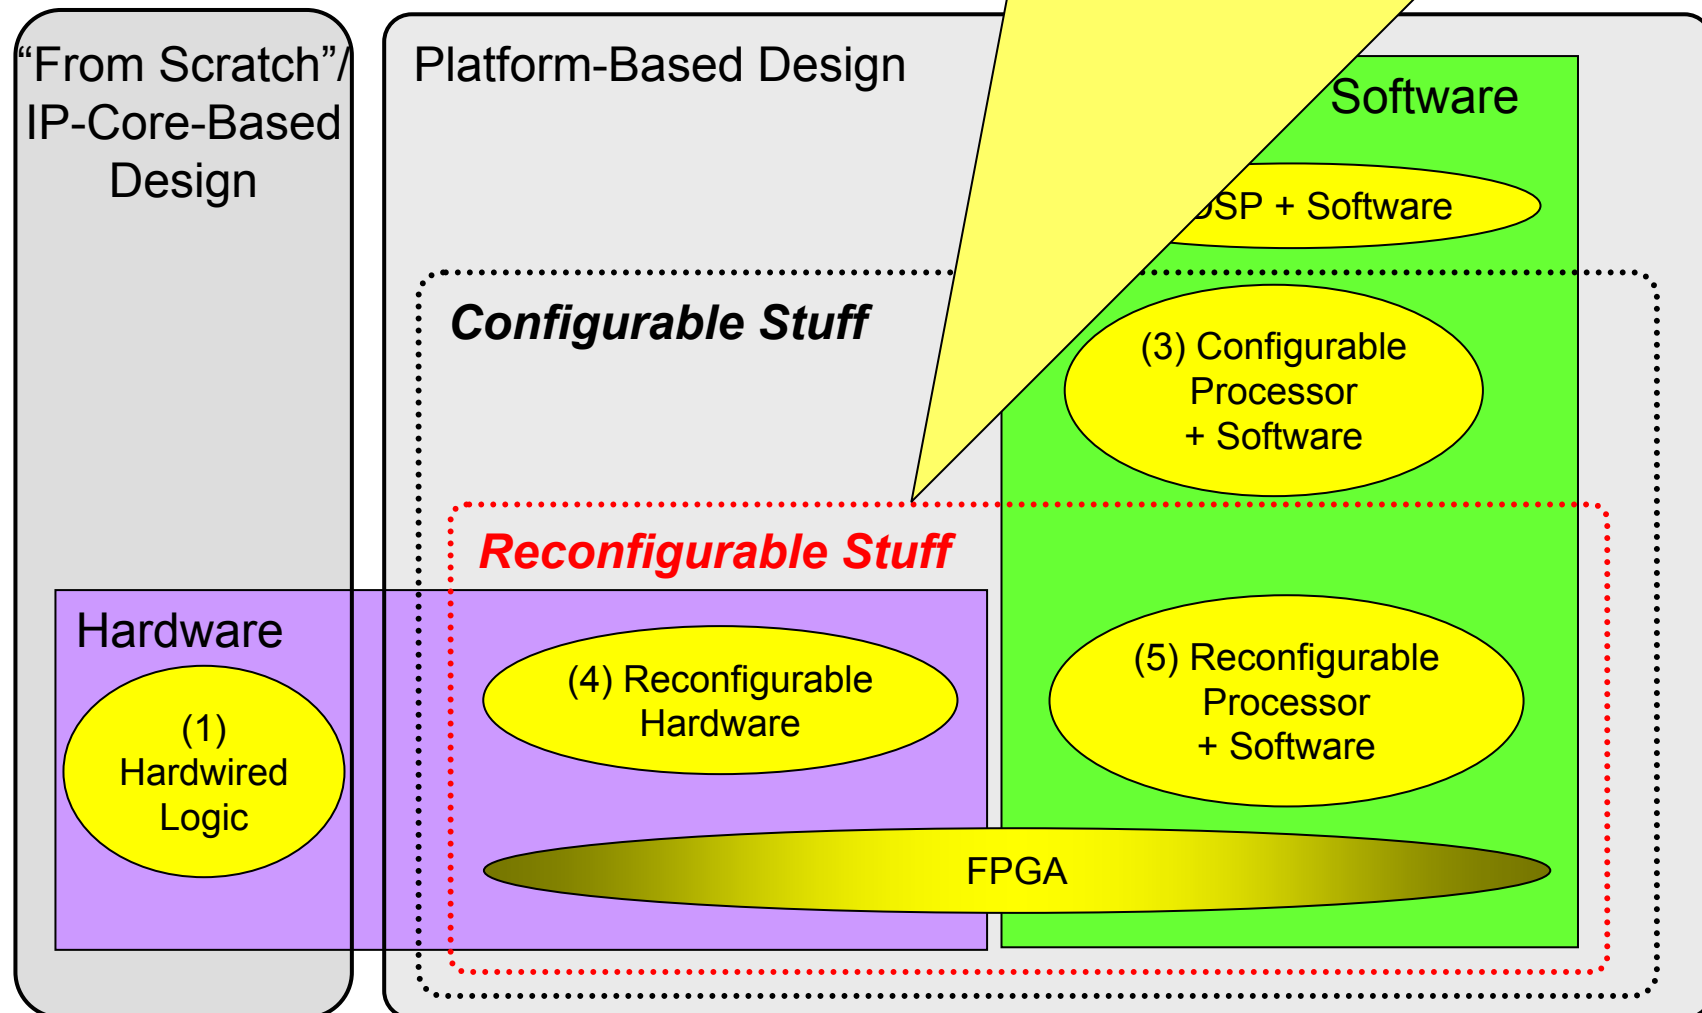 “From Scratch”/
IP-Core-Based
Design
Platform-Based Design
Software
DSP + Software
Configurable Stuff
(3) Configurable
Processor
+ Software
Reconfigurable Stuff
Hardware
(1)
Hardwired
Logic
(4) Reconfigurable
Hardware
(5) Reconfigurable
Processor
+ Software
FPGA